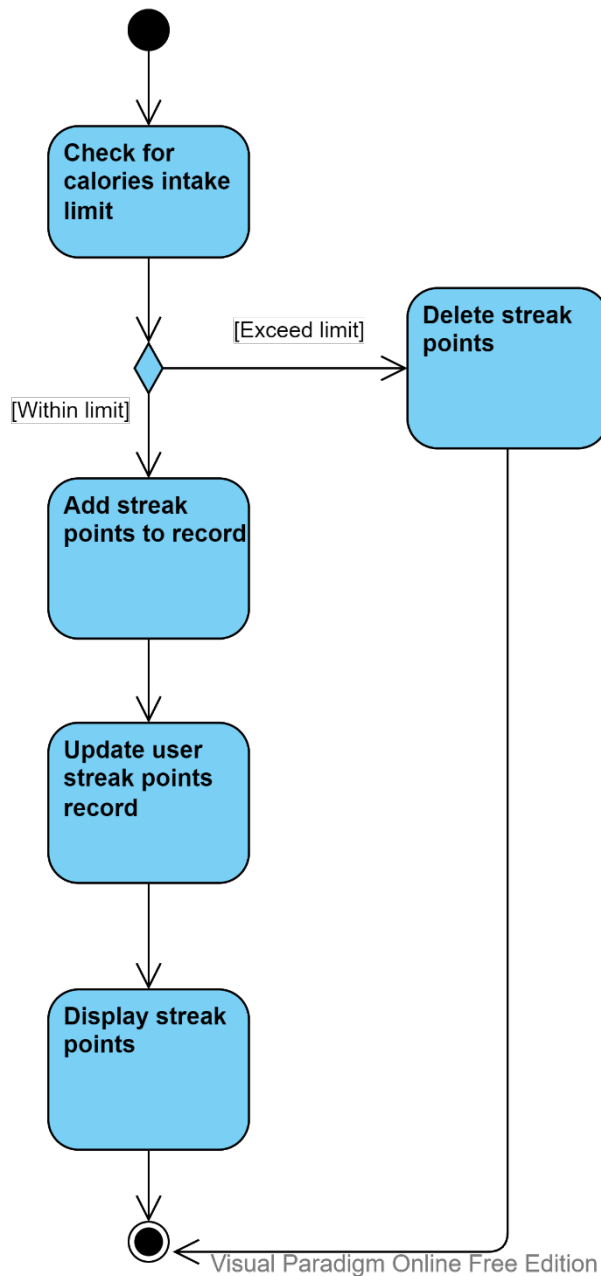 Check for
calories intake
limit
[Exceed limit]
Delete streak
points
[Within limit]
Add streak
points to record
Update user
streak points
record
Display streak
points
Visual Paradigm Online Free Edition